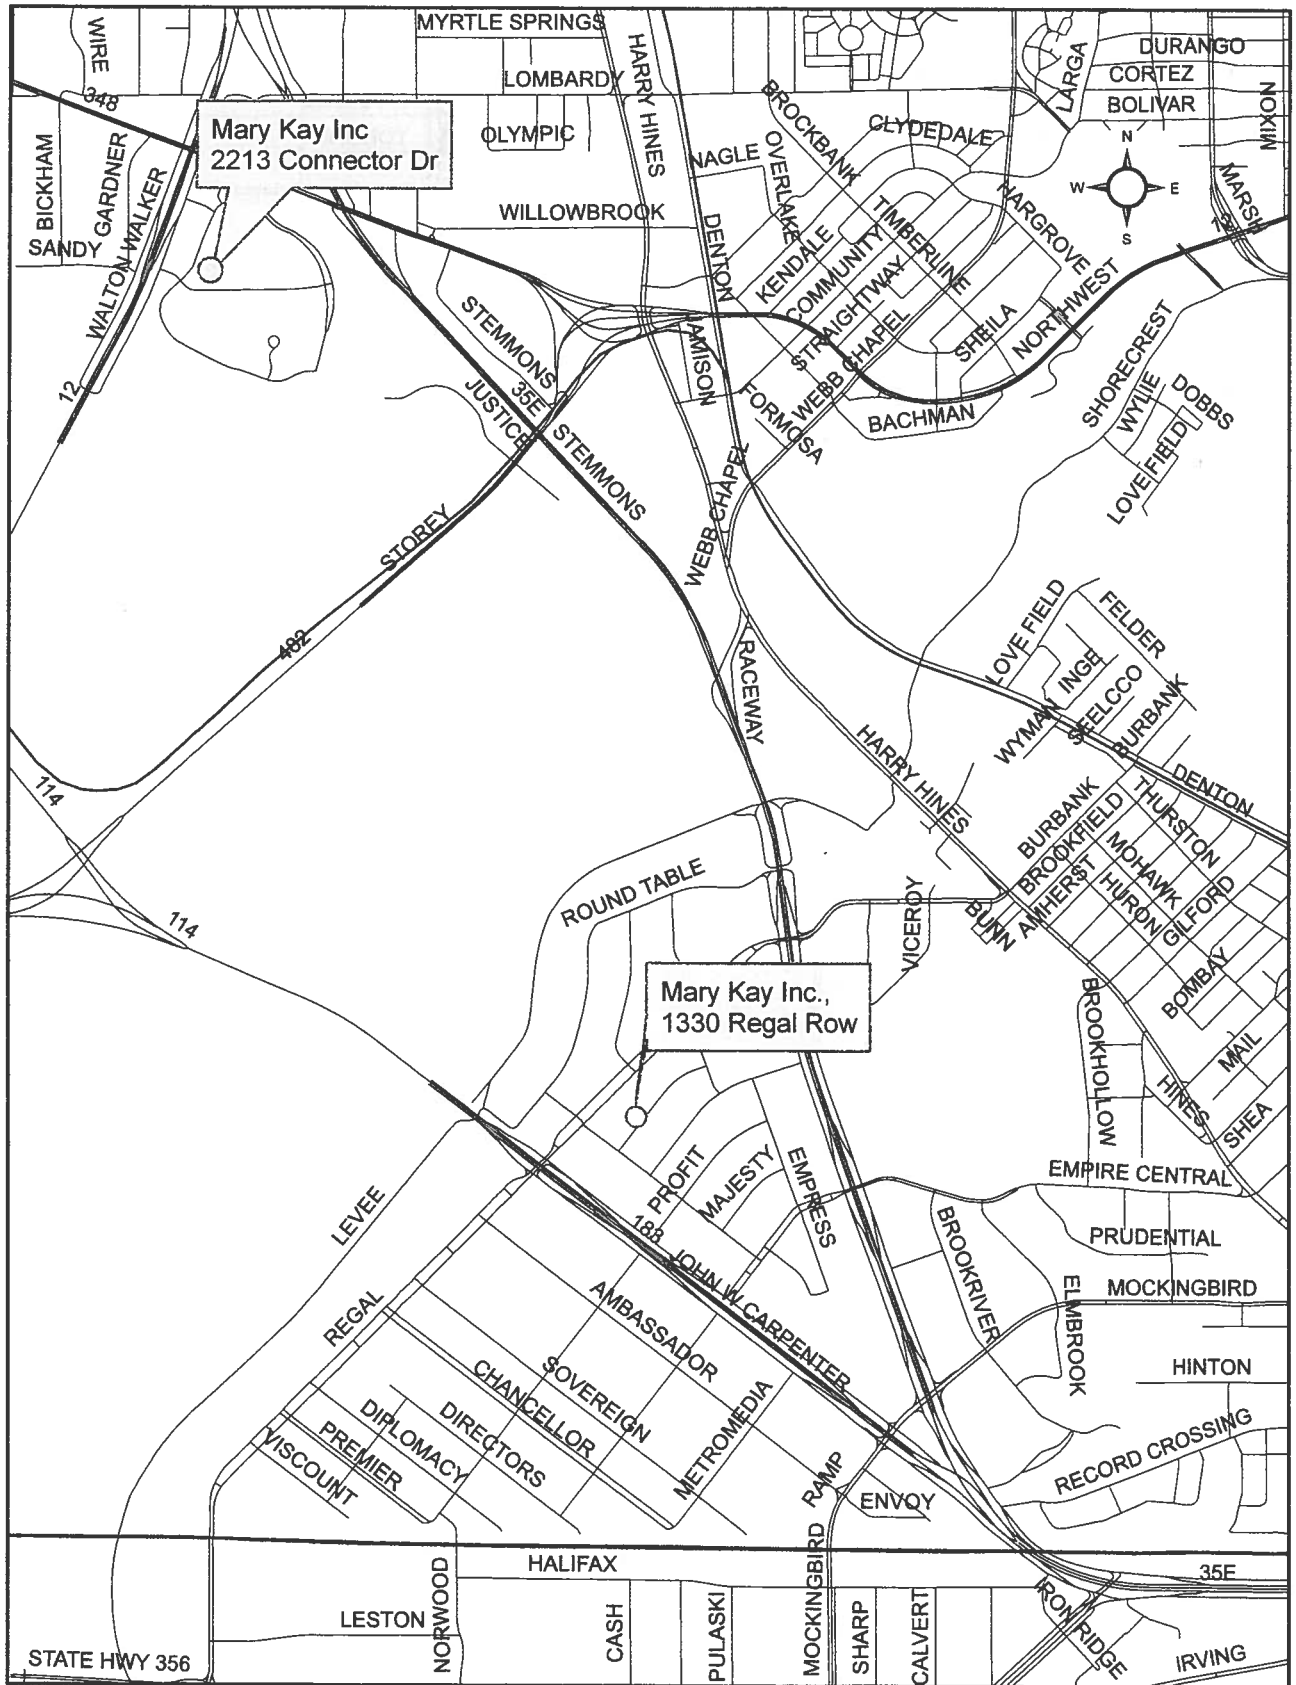 MYRTLE SPRINGS
WIRE
HARRY HINES
LOMBARDY
DURANGO
CORTEZ
BOLIVAR
LARGA
MIXON
348
Mary Kay Inc
2213 Connector Dr
OLYMPIC
BROCKBANK
CLYDEDALE
N
W
E
S
BICKHAM
GARDNER
NAGLE
OVERLAKE
HARGROVE
MARSH
WILLOWBROOK
SANDY
WALTON WALKER
DENTON
KENDALE
TIMBERLINE
COMMUNITY
STRAIGHTWAY
WEBB CHAPEL
SHEILA
NORTHWEST
12
STEMMONS
JAMISON
SHORECREST
WYLIE
DOBBS
LOVE FIELD
12
35E
JUSTICE
FORMOSA
BACHMAN
STEMMONS
WEBB CHAPEL
STOREY
482
RACEWAY
LOVE FIELD
FELDER
INGE
WYMAN
SEELCCO
BURBANK
HARRY HINES
DENTON
114
BURBANK
BROOKFIELD
AMHERST
THURSTON
MOHAWK
HURON
GILFORD
ROUND TABLE
114
VICEROY
BUNN
BOMBAY
Mary Kay Inc.,
1330 Regal Row
BROOKHOLLOW
MAIL
HINES
SHEA
PROFIT
MAJESTY
EMPRESS
EMPIRE CENTRAL
LEVEE
183
JOHN W CARPENTER
BROOKRIVER
PRUDENTIAL
REGAL
AMBASSADOR
ELMBROOK
MOCKINGBIRD
SOVEREIGN
CHANCELLOR
HINTON
DIRECTORS
DIPLOMACY
PREMIER
VISCOUNT
METROMEDIA
RAMP
RECORD CROSSING
ENVOY
MOCKINGBIRD
HALIFAX
35E
NORWOOD
LESTON
CASH
PULASKI
SHARP
CALVERT
IRON RIDGE
IRVING
STATE HWY 356